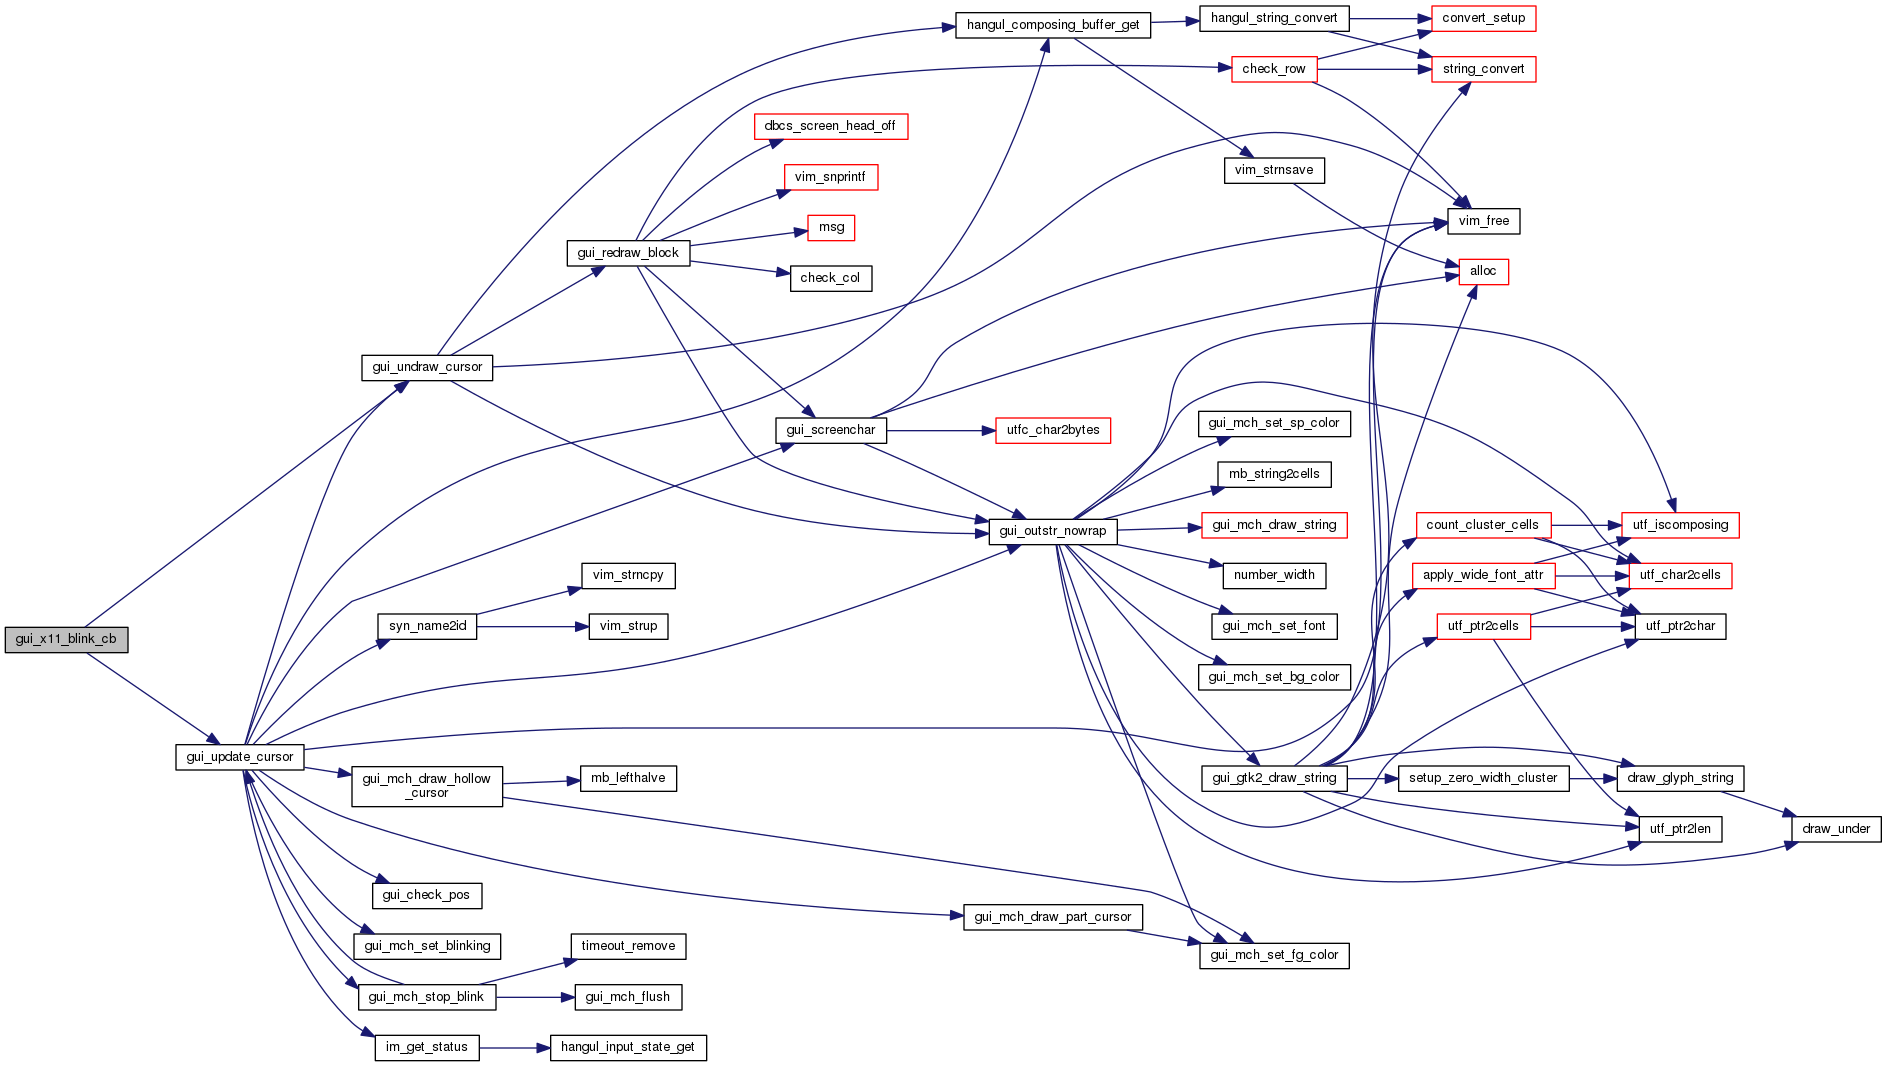 gui_x11_blink_cb
gui_undraw_cursor
gui_update_cursor
gui_redraw_block
syn_name2id
gui_mch_draw_hollow
_cursor
gui_check_pos
gui_mch_set_blinking
gui_mch_stop_blink
im_get_status
vim_strncpy
vim_strup
mb_lefthalve
timeout_remove
gui_mch_flush
hangul_input_state_get
dbcs_screen_head_off
vim_snprintf
msg
check_col
gui_screenchar
hangul_composing_buffer_get
utfc_char2bytes
gui_outstr_nowrap
gui_mch_draw_part_cursor
hangul_string_convert
check_row
vim_strnsave
gui_mch_set_sp_color
mb_string2cells
gui_mch_draw_string
number_width
gui_mch_set_font
gui_mch_set_bg_color
gui_gtk2_draw_string
gui_mch_set_fg_color
convert_setup
string_convert
vim_free
alloc
count_cluster_cells
apply_wide_font_attr
utf_ptr2cells
setup_zero_width_cluster
utf_iscomposing
utf_char2cells
utf_ptr2char
draw_glyph_string
utf_ptr2len
draw_under